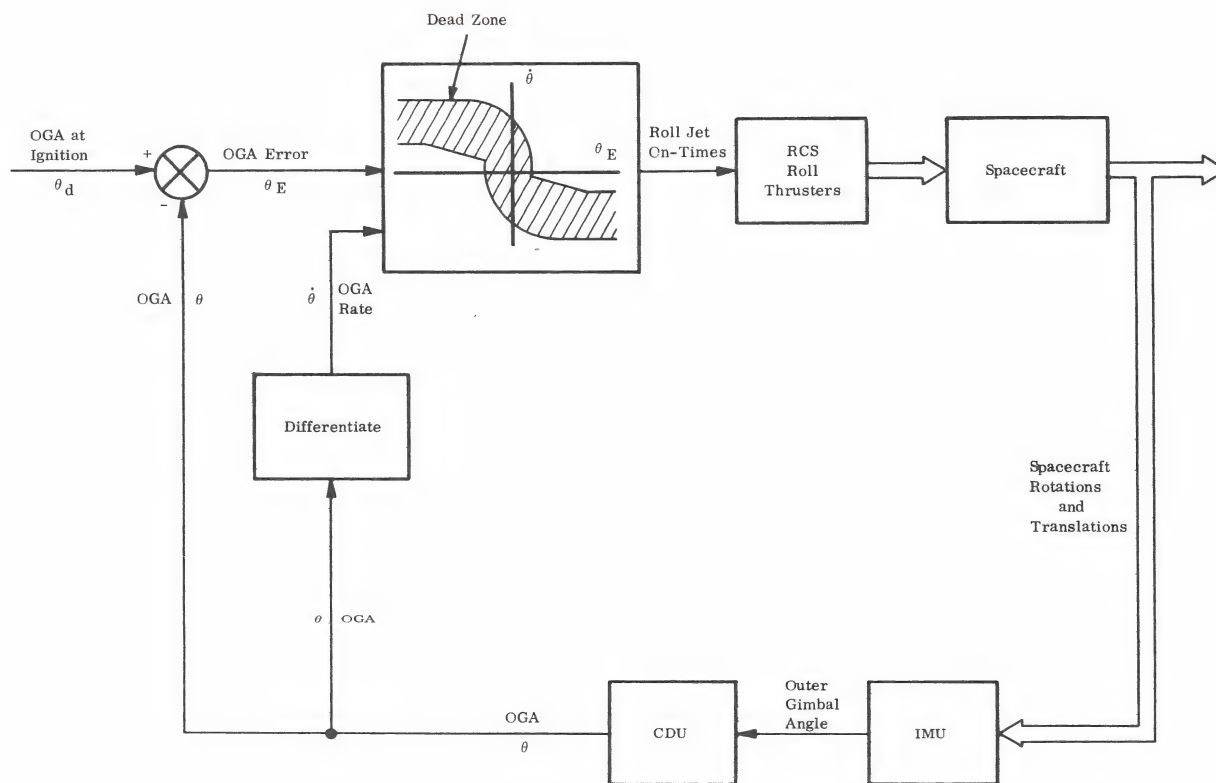 Dead Zone
θ̇
OGA at
Ignition
θd
+
-
OGA Error
θE
θE
-
Roll Jet
On-Times
RCS
Roll
Thrusters
Spacecraft
OGA θ
θ̇
OGA
Rate
Differentiate
Spacecraft
Rotations
and
Translations
θ OGA
OGA
θ
CDU
Outer
Gimbal
Angle
IMU